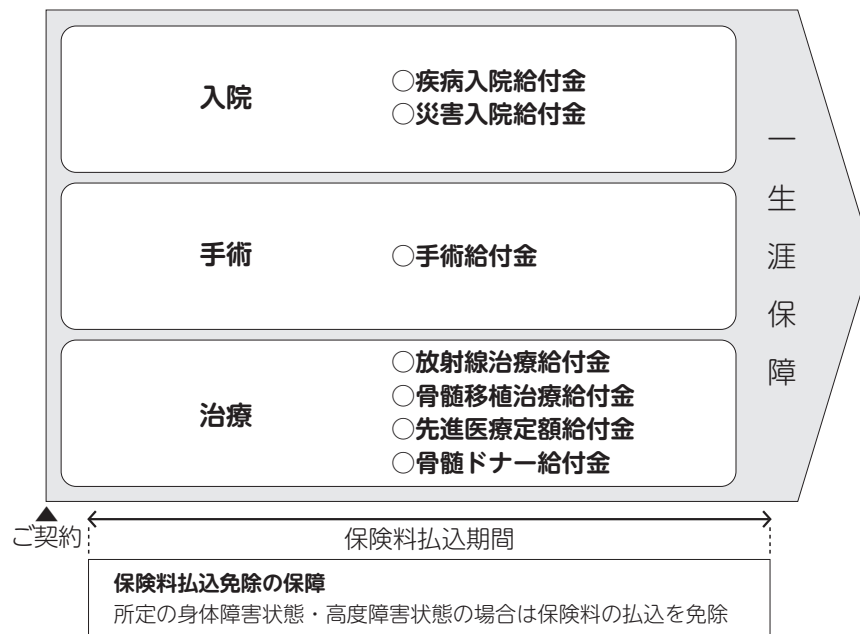 入院
○疾病入院給付金
○災害入院給付金
手術
○手術給付金
治療
○放射線治療給付金
○骨髄移植治療給付金
○先進医療定額給付金
○骨髄ドナー給付金
一生涯保障
▲
ご契約
保険料払込期間
保険料払込免除の保障
所定の身体障害状態・高度障害状態の場合は保険料の払込を免除